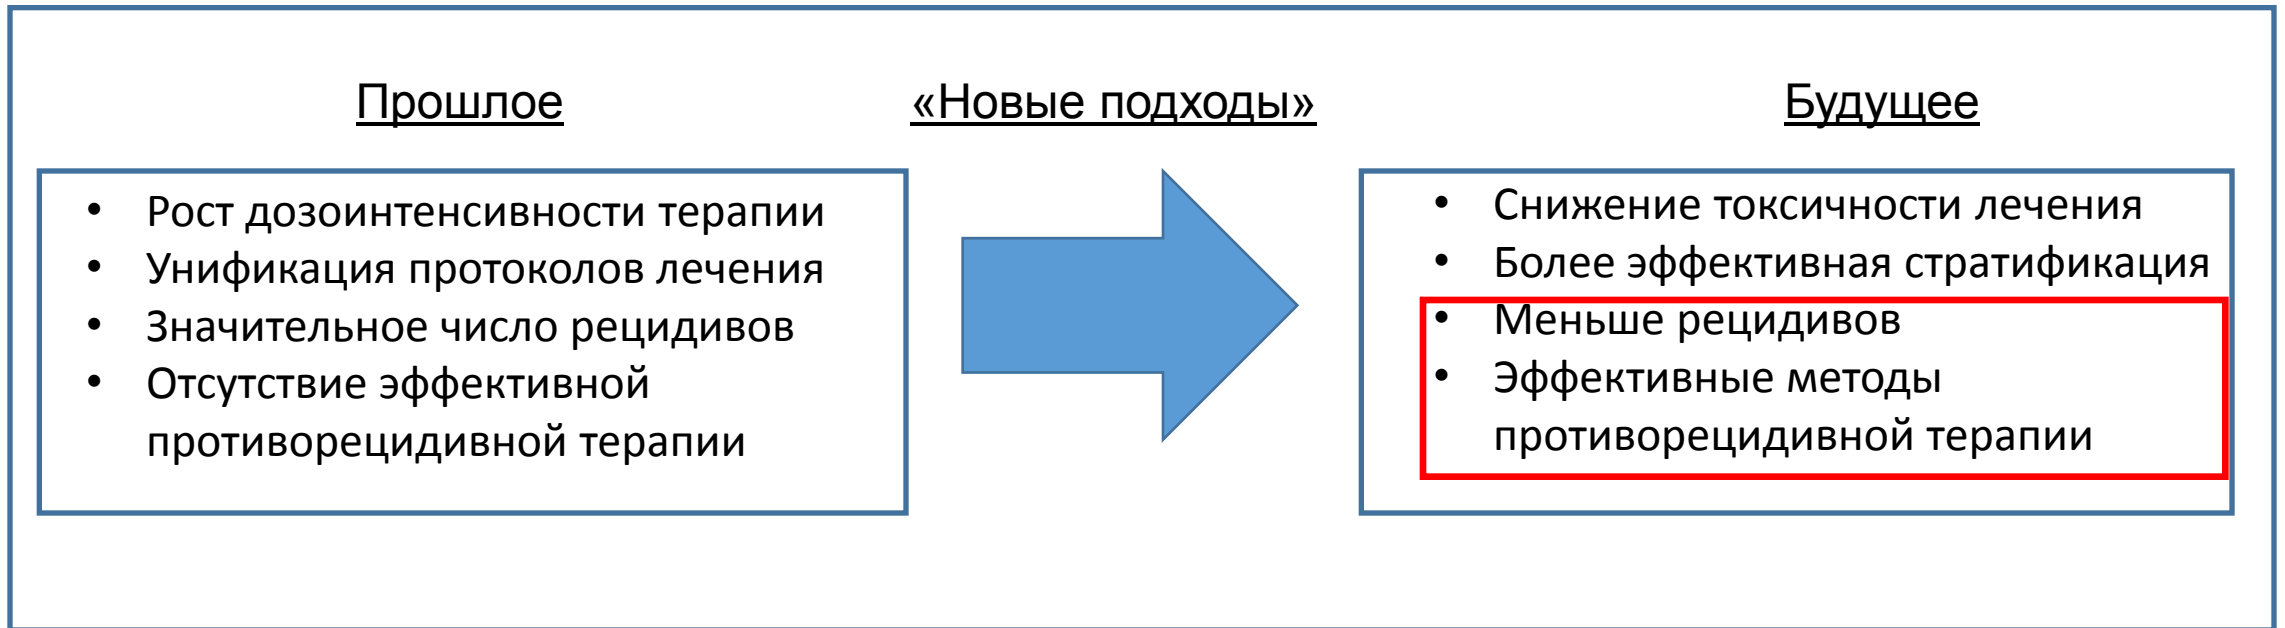 Прошлое
«Новые подходы»
Будущее
• Рост дозоинтенсивности терапии
• Унификация протоколов лечения
• Значительное число рецидивов
• Отсутствие эффективной
противорецидивной терапии
• Снижение токсичности лечения
• Более эффективная стратификация
• Меньше рецидивов
• Эффективные методы
противорецидивной терапии